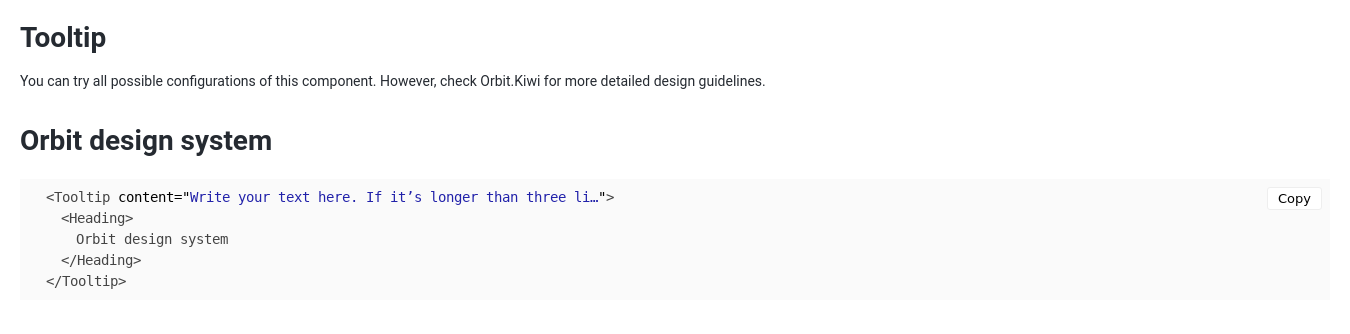 Tooltip
You can try all possible configurations of this component. However, check Orbit.Kiwi for more detailed design guidelines.
Orbit design system
<Tooltip content="Write your text here. If it’s longer than three li…">
Copy
<Heading>
Orbit design system
</Heading>
</Tooltip>